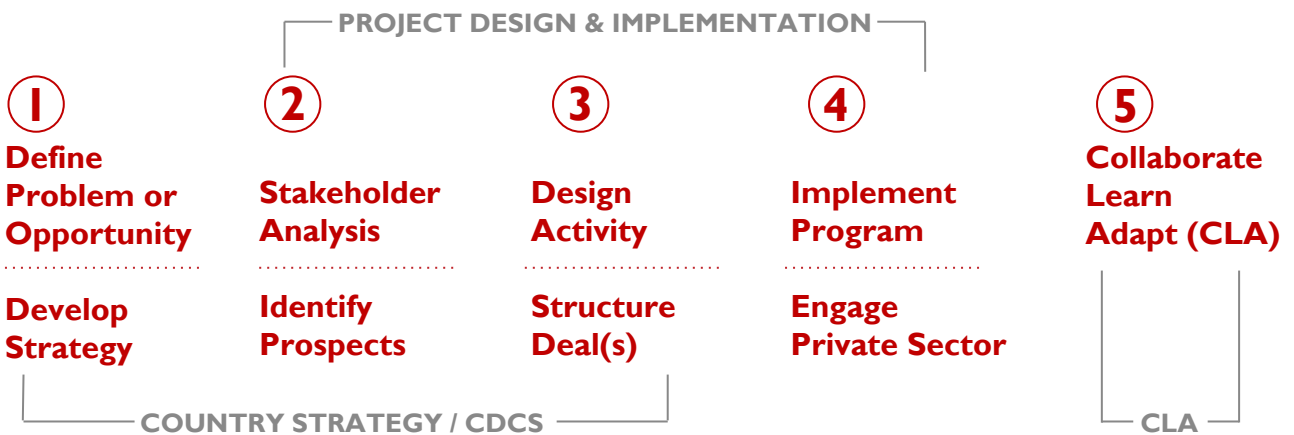 PROJECT DESIGN & IMPLEMENTATION
1
Define
Problem or
Opportunity
Develop
Strategy
2
Stakeholder
Analysis
Identify
Prospects
3
Design
Activity
Structure
Deal(s)
4
Implement
Program
Engage
Private Sector
5
Collaborate
Learn
Adapt (CLA)
COUNTRY STRATEGY / CDCS
CLA